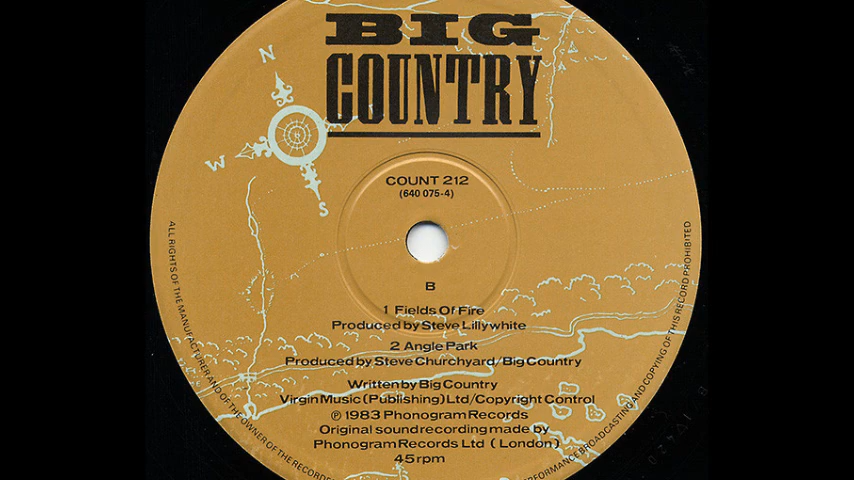 BIG
COUNTRY
N
W
S
COUNT 212
(640 075-4)
B
1 Fields Of Fire
Produced by Steve Lillywhite
2 Angle Park
Produced by Steve Churchyard/Big Country
Written by Big Country
Virgin Music (Publishing) Ltd/Copyright Control
℗ 1983 Phonogram Records
Original sound recording made by
Phonogram Records Ltd ( London )
45 rpm
ALL RIGHTS OF THE MANUFACTURER AND OF THE OWNER OF THE RECORDED
PERFORMANCE BROADCASTING AND COPYING OF THIS RECORD PROHIBITED